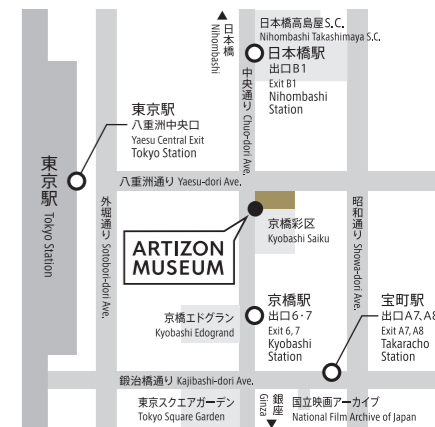 日本橋
Nihombashi
日本橋高島屋S.C.
Nihombashi Takashimaya S.C.
日本橋駅
出口B1
Exit B1
Nihombashi
Station
中央通り Chuo-dori Ave.
東京駅
八重洲中央口
Yaesu Central Exit
Tokyo Station
東京駅 Tokyo Station
八重洲通り Yaesu-dori Ave.
外堀通り Sotobori-dori Ave.
昭和通り Showa-dori Ave.
京橋彩区
Kyobashi Saiku
ARTIZON
MUSEUM
京橋駅
出口6・7
Exit 6, 7
Kyobashi
Station
宝町駅
出口A7, A8
Exit A7, A8
Takaracho
Station
京橋エドグラン
Kyobashi Edogrand
鍛治橋通り Kajibashi-dori Ave.
東京スクエアガーデン
Tokyo Square Garden
銀座
Ginza
国立映画アーカイブ
National Film Archive of Japan